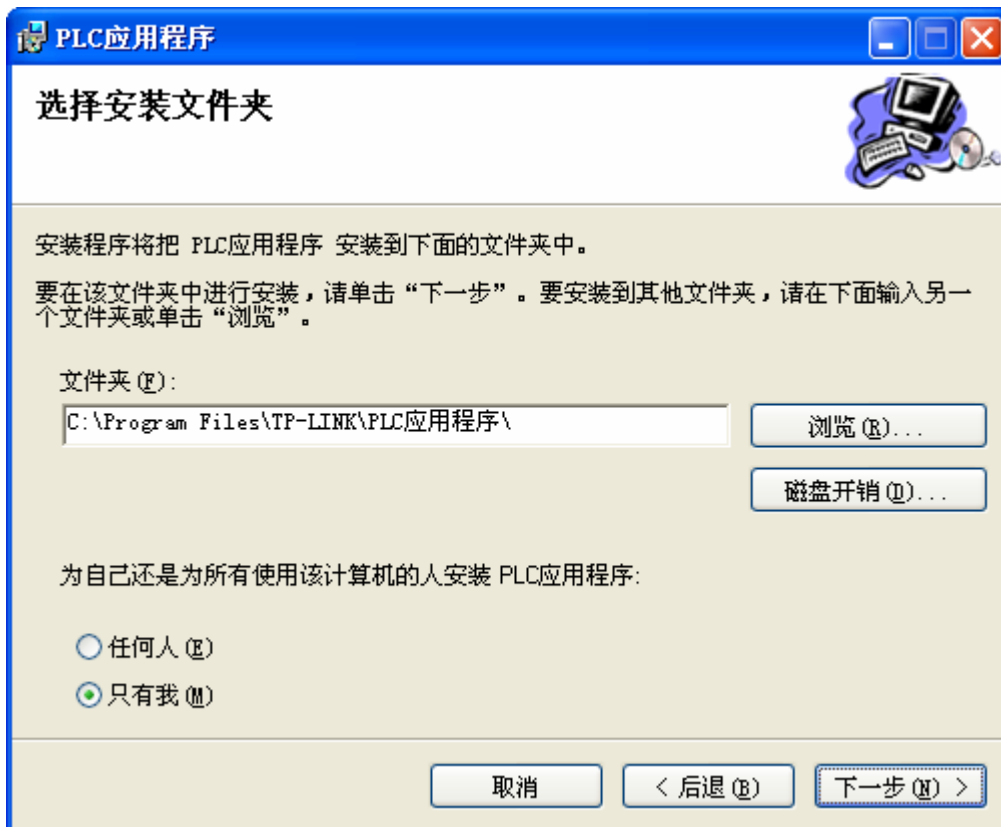 PLC应用程序
选择安装文件夹
安装程序将把 PLC应用程序 安装到下面的文件夹中。
要在该文件夹中进行安装，请单击“下一步”。要安装到其他文件夹，请在下面输入另一
个文件夹或单击“浏览”。
文件夹(F):
C:\Program Files\TP-LINK\PLC应用程序\
浏览(R)...
磁盘开销(D)...
为自己还是为所有使用该计算机的人安装 PLC应用程序:
任何人(E)
只有我(M)
取消
< 后退(B)
下一步(N) >